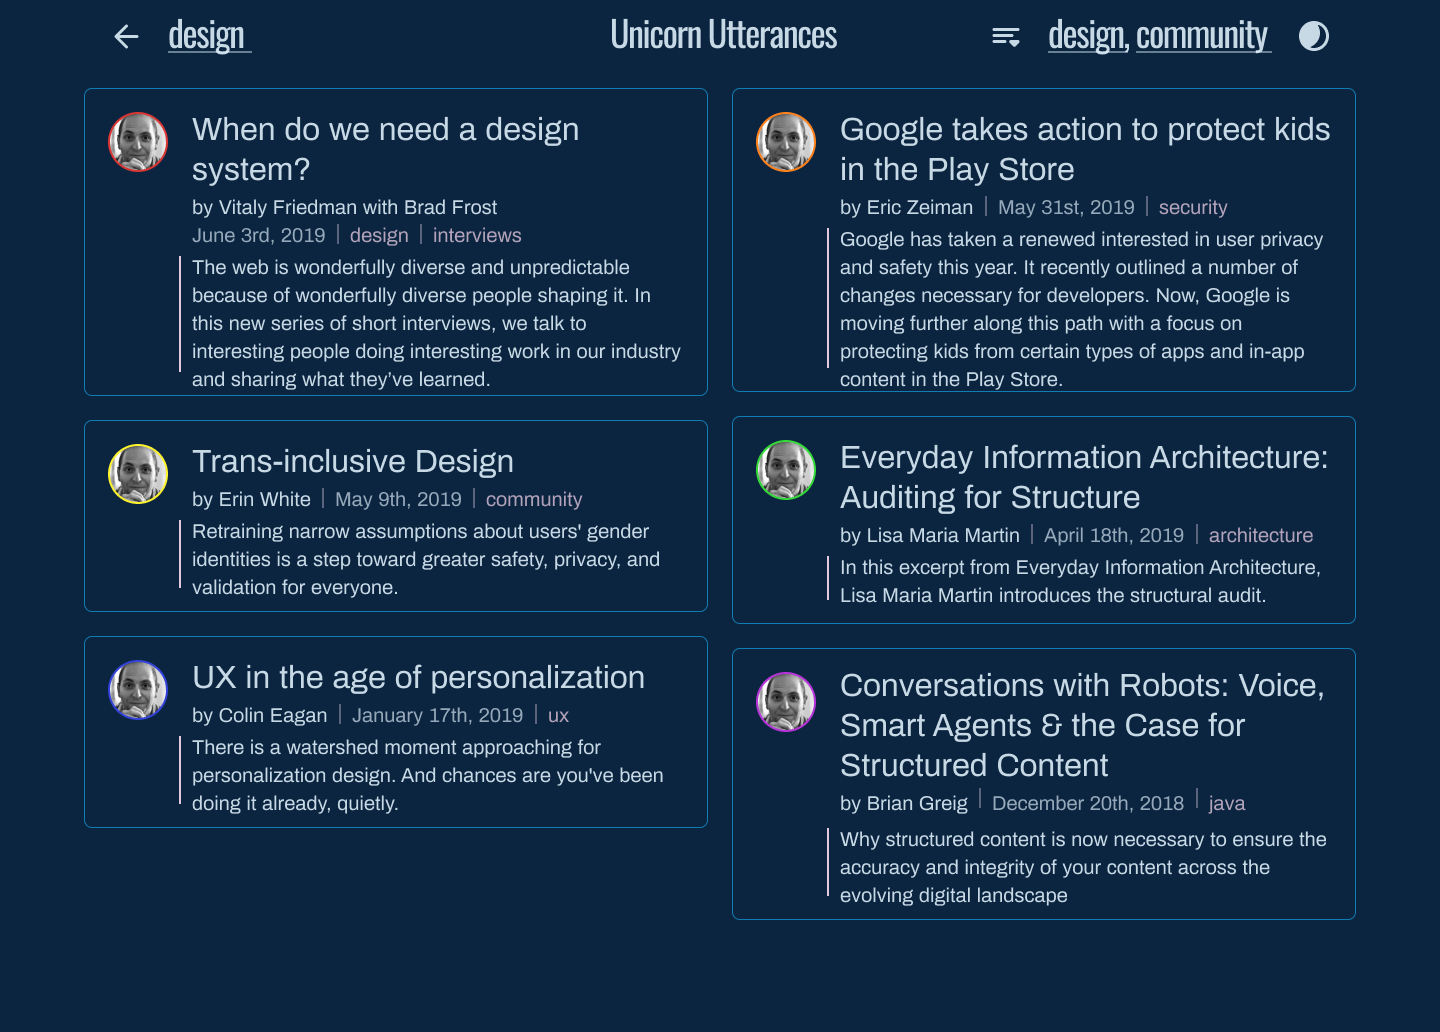 design
Unicorn Utterances
design, community
When do we need a design
system?
by Vitaly Friedman with Brad Frost
June 3rd, 2019 | design | interviews
The web is wonderfully diverse and unpredictable
because of wonderfully diverse people shaping it. In
this new series of short interviews, we talk to
interesting people doing interesting work in our industry
and sharing what they’ve learned.
Trans-inclusive Design
by Erin White | May 9th, 2019 | community
Retraining narrow assumptions about users' gender
identities is a step toward greater safety, privacy, and
validation for everyone.
UX in the age of personalization
by Colin Eagan | January 17th, 2019 | ux
There is a watershed moment approaching for
personalization design. And chances are you've been
doing it already, quietly.
Google takes action to protect kids
in the Play Store
by Eric Zeiman | May 31st, 2019 | security
Google has taken a renewed interested in user privacy
and safety this year. It recently outlined a number of
changes necessary for developers. Now, Google is
moving further along this path with a focus on
protecting kids from certain types of apps and in-app
content in the Play Store.
Everyday Information Architecture:
Auditing for Structure
by Lisa Maria Martin | April 18th, 2019 | architecture
In this excerpt from Everyday Information Architecture,
Lisa Maria Martin introduces the structural audit.
Conversations with Robots: Voice,
Smart Agents & the Case for
Structured Content
by Brian Greig | December 20th, 2018 | java
Why structured content is now necessary to ensure the
accuracy and integrity of your content across the
evolving digital landscape